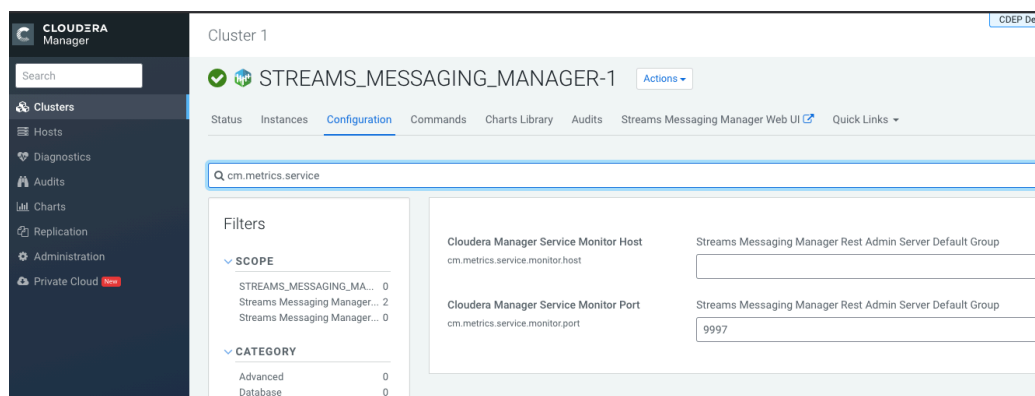 CLOUDERA
Manager
Search
Clusters
Hosts
Diagnostics
Audits
Charts
Replication
Administration
Private Cloud New
CDEP De
Cluster 1
STREAMS_MESSAGING_MANAGER-1 Actions
Status Instances Configuration Commands Charts Library Audits Streams Messaging Manager Web UI Quick Links
cm.metrics.service
Filters
SCOPE
STREAMS_MESSAGING_MA... 0
Streams Messaging Manager... 2
Streams Messaging Manager... 0
CATEGORY
Advanced 0
Database 0
Cloudera Manager Service Monitor Host Streams Messaging Manager Rest Admin Server Default Group
cm.metrics.service.monitor.host
Cloudera Manager Service Monitor Port Streams Messaging Manager Rest Admin Server Default Group
cm.metrics.service.monitor.port
9997